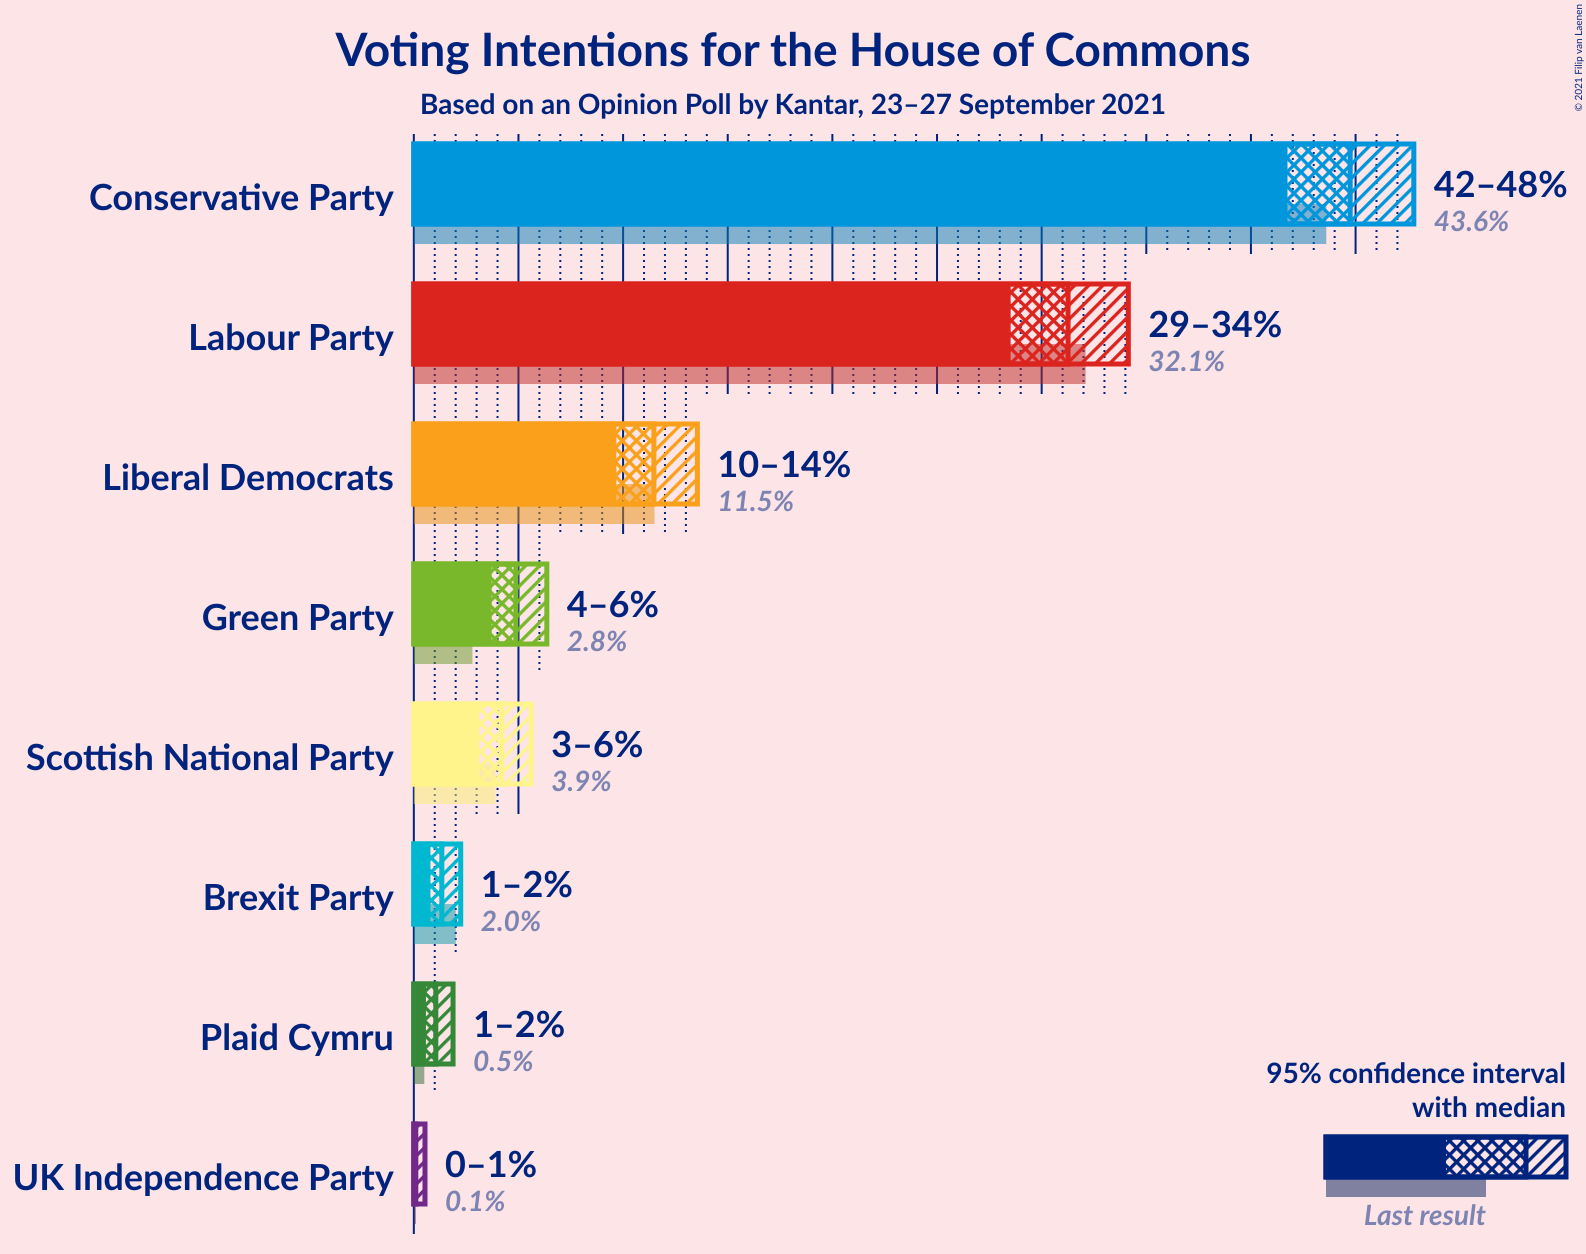 Voting Intentions for the House of Commons
Based on an Opinion Poll by Kantar, 23–27 September 2021
© 2021 Filip van Laenen
Conservative Party
42–48%
43.6%
Labour Party
29–34%
32.1%
Liberal Democrats
10–14%
11.5%
Green Party
4–6%
2.8%
Scottish National Party
3–6%
3.9%
Brexit Party
1–2%
2.0%
Plaid Cymru
1–2%
0.5%
UK Independence Party
0–1%
0.1%
95% confidence interval
with median
Last result